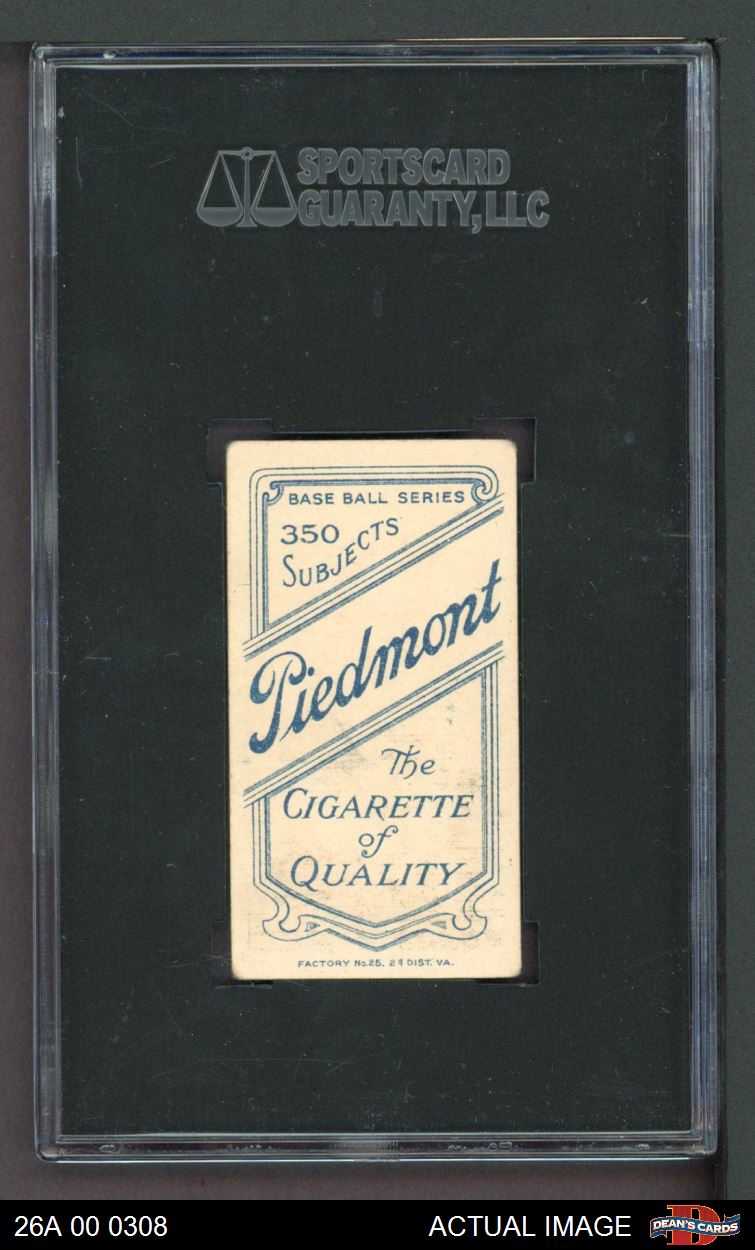 SPORTSCARD
GUARANTY, LLC
BASE BALL SERIES
350
SUBJECTS
Piedmont
The
CIGARETTE
of
QUALITY
FACTORY No.25. 2d DIST. VA.
26A 00 0308
ACTUAL IMAGE
D
DEAN'S CARDS